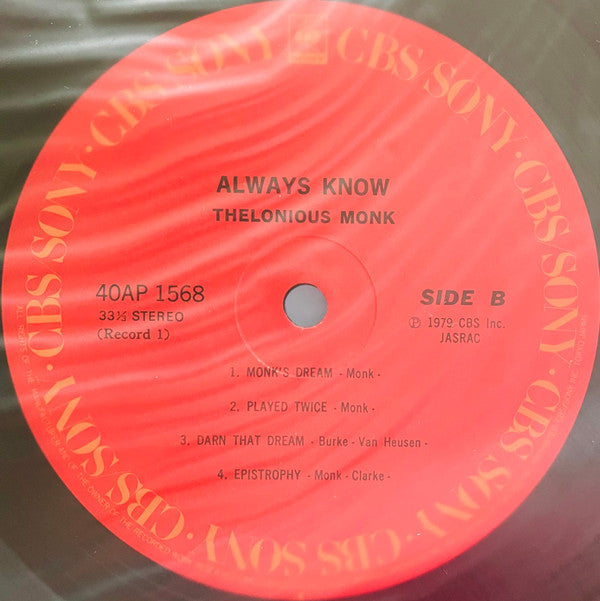 CBS SONY · CBS SONY · CBS/SONY · CBS SONY · CBS SONY · CBS SONY · CBS SONY
ALWAYS KNOW
THELONIOUS MONK
40AP 1568
33⅓ STEREO
(Record 1)
SIDE B
Ⓟ 1979 CBS Inc.
JASRAC
1. MONK'S DREAM - Monk -
2. PLAYED TWICE - Monk -
3. DARN THAT DREAM - Burke - Van Heusen -
4. EPISTROPHY - Monk - Clarke -